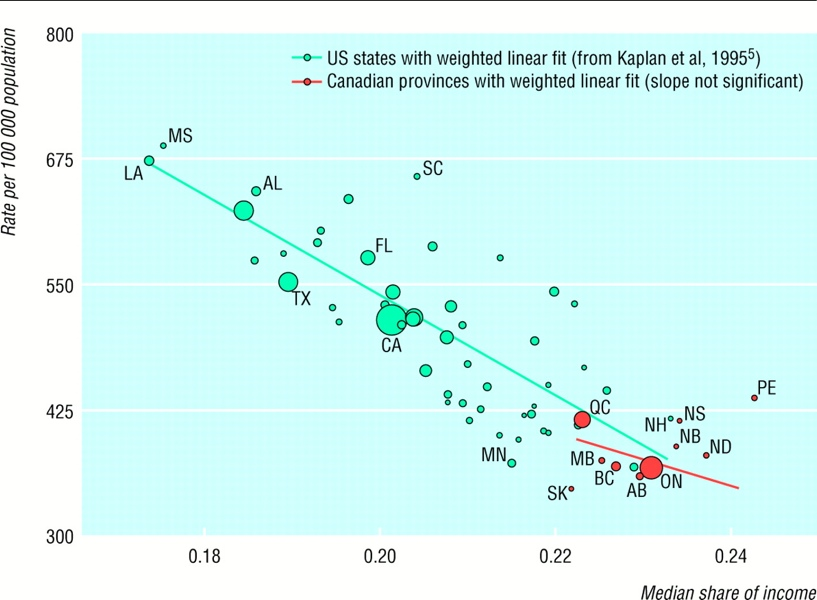 Rate per 100 000 population
800
675
550
425
300
US states with weighted linear fit (from Kaplan et al, 1995⁵)
Canadian provinces with weighted linear fit (slope not significant)
MS
LA
AL
SC
FL
TX
CA
PE
QC
NH
NS
NB
ND
MN
MB
BC
AB
ON
SK
0.18
0.20
0.22
0.24
Median share of income